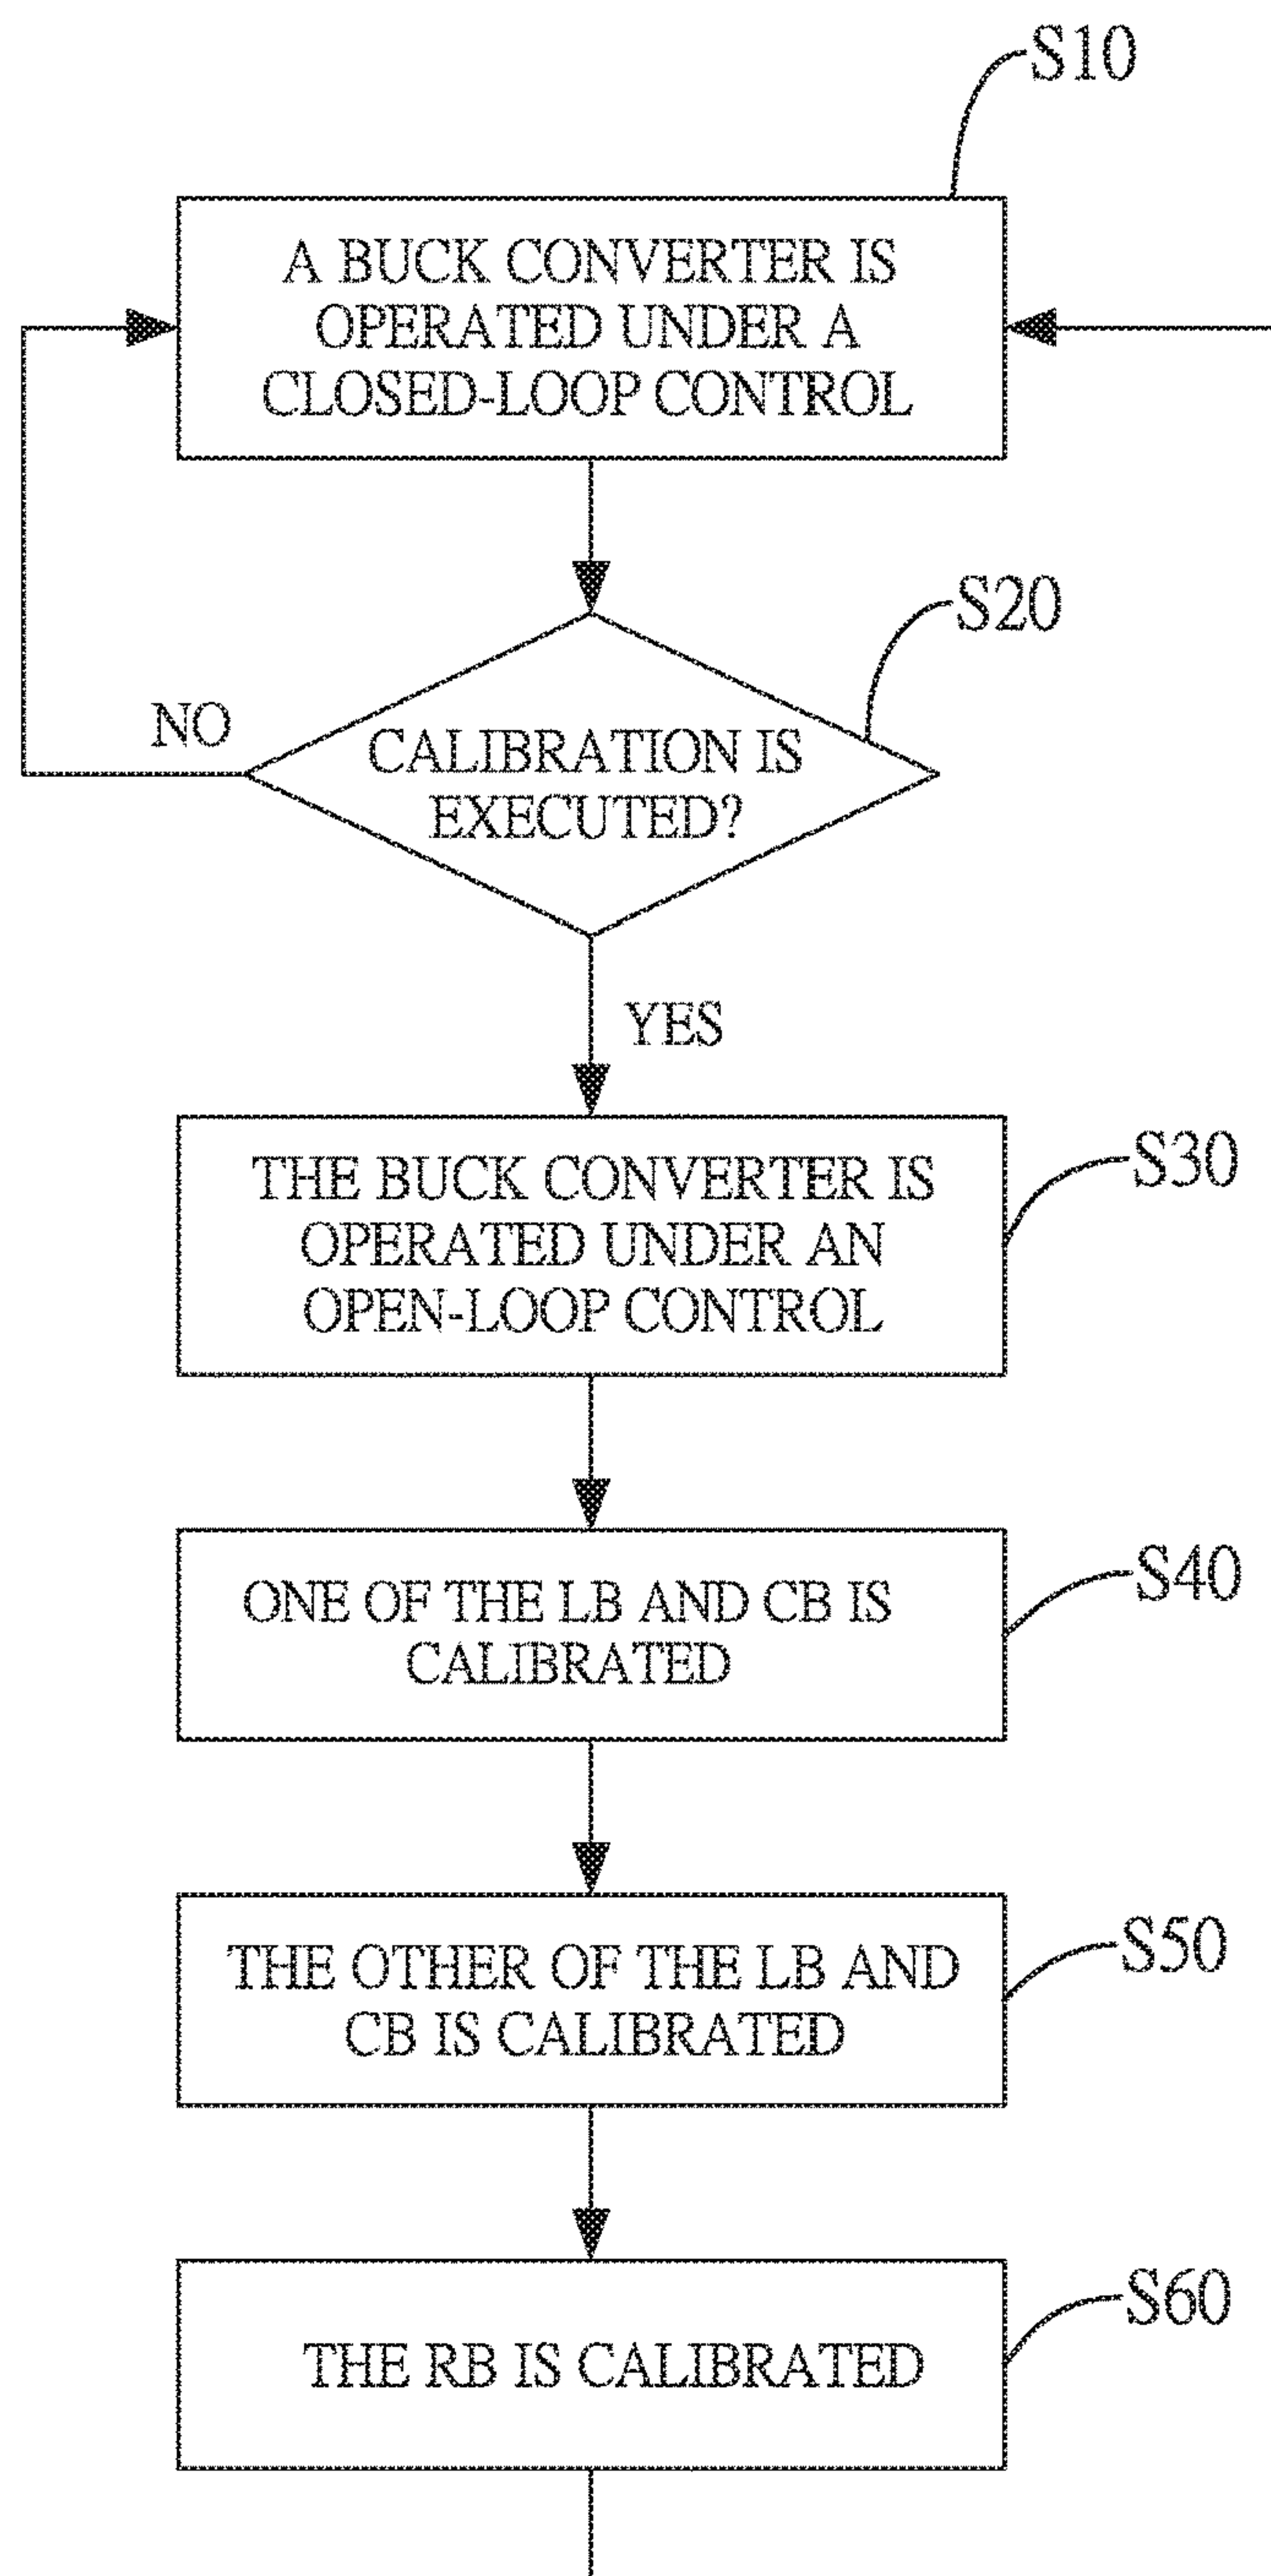 S10
A BUCK CONVERTER IS
OPERATED UNDER A
CLOSED-LOOP CONTROL
S20
NO
CALIBRATION IS
EXECUTED?
YES
S30
THE BUCK CONVERTER IS
OPERATED UNDER AN
OPEN-LOOP CONTROL
S40
ONE OF THE LB AND CB IS
CALIBRATED
S50
THE OTHER OF THE LB AND
CB IS CALIBRATED
S60
THE RB IS CALIBRATED